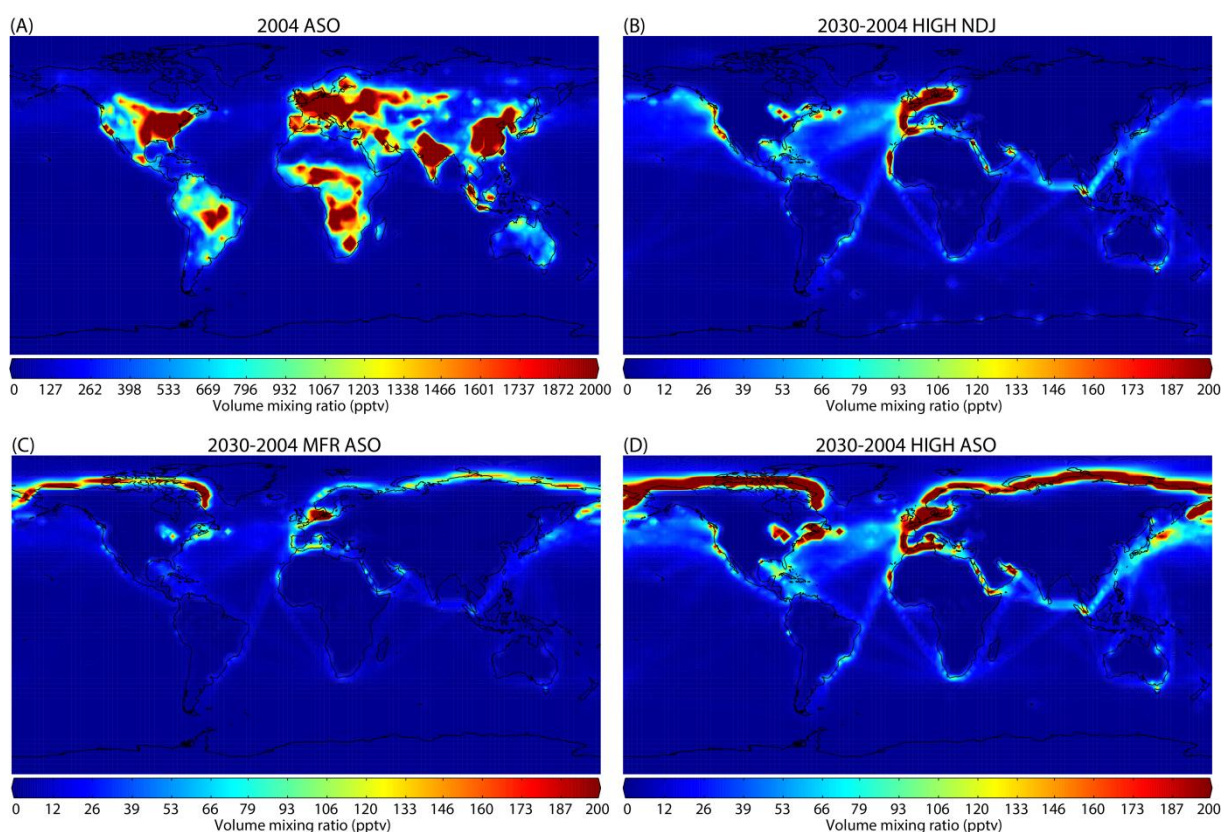 (A) 2004 ASO
(B) 2030-2004 HIGH NDJ
0 127 262 398 533 669 796 932 1067 1203 1338 1466 1601 1737 1872 2000
Volume mixing ratio (pptv)
0 12 26 39 53 66 79 93 106 120 133 146 160 173 187 200
Volume mixing ratio (pptv)
(C) 2030-2004 MFR ASO
(D) 2030-2004 HIGH ASO
0 12 26 39 53 66 79 93 106 120 133 146 160 173 187 200
Volume mixing ratio (pptv)
0 12 26 39 53 66 79 93 106 120 133 146 160 173 187 200
Volume mixing ratio (pptv)